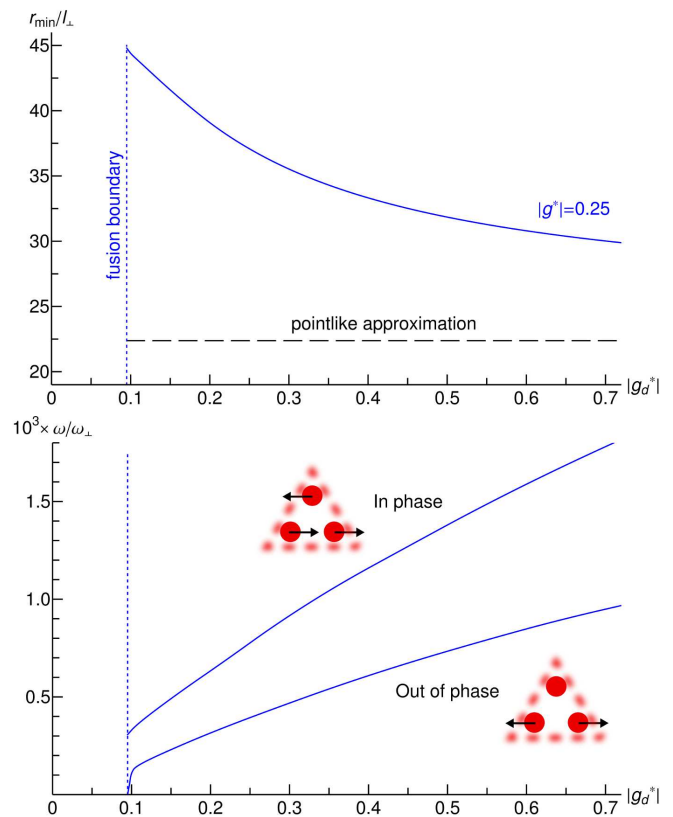 r_min/l_⊥
45
40
35
30
25
20
fusion boundary
|g*|=0.25
pointlike approximation
0 0.1 0.2 0.3 0.4 0.5 0.6 0.7 |g_d*|
10³× ω/ω_⊥
1.5
1.0
0.5
In phase
Out of phase
0 0.1 0.2 0.3 0.4 0.5 0.6 0.7 |g_d*|